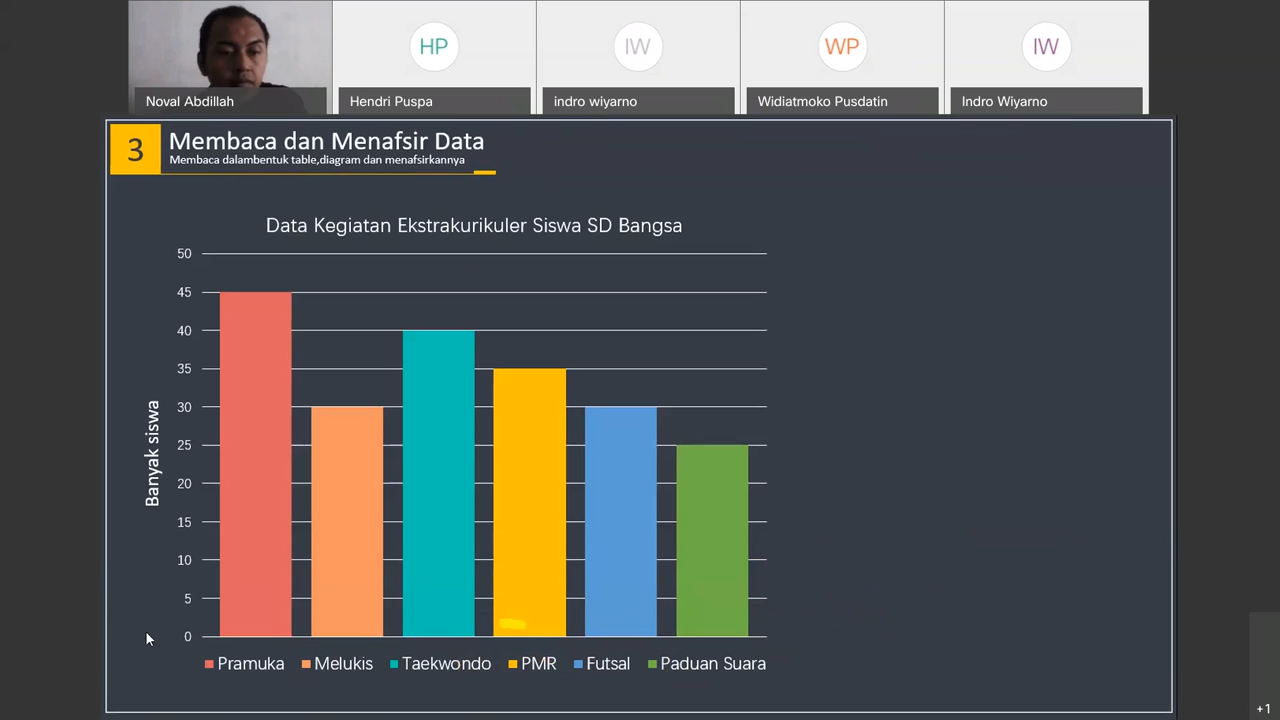 HP
IW
WP
IW
Noval Abdillah
Hendri Puspa
indro wiyarno
Widiatmoko Pusdatin
Indro Wiyarno
3
Membaca dan Menafsir Data
Membaca dalambentuk table,diagram dan menafsirkannya
Data Kegiatan Ekstrakurikuler Siswa SD Bangsa
50
45
40
35
30
25
20
15
10
5
0
Banyak siswa
Pramuka Melukis Taekwondo PMR Futsal Paduan Suara
+1